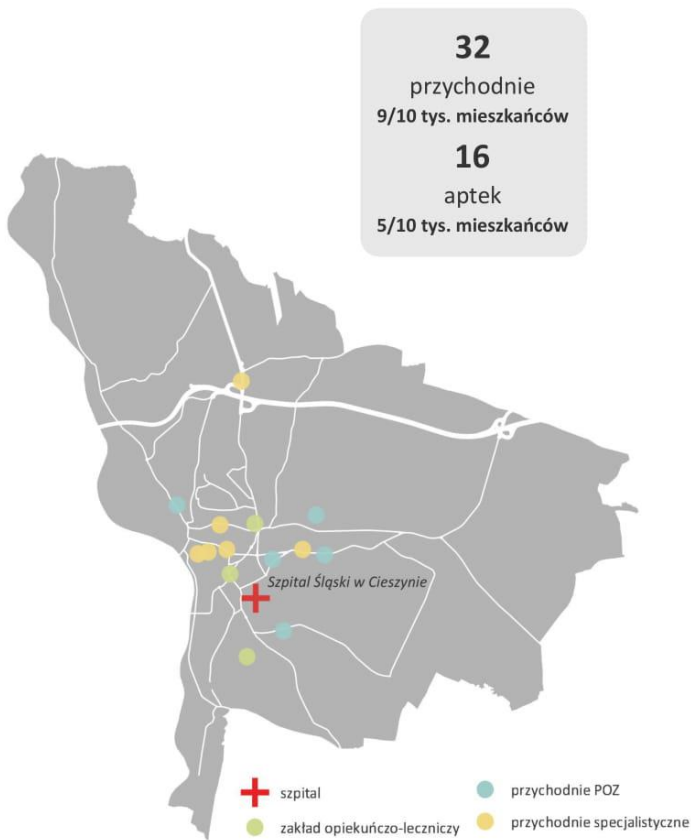 32
przychodnie
9/10 tys. mieszkańców
16
aptek
5/10 tys. mieszkańców
Szpital Śląski w Cieszynie
szpital
przychodnie POZ
zakład opiekuńczo-leczniczy
przychodnie specjalistyczne